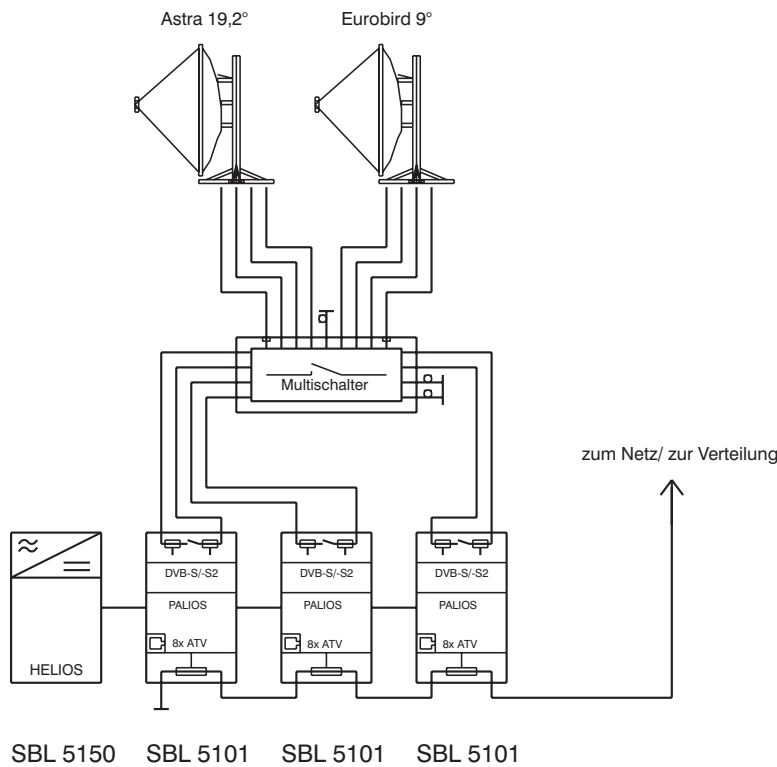 Astra 19,2° Eurobird 9°
Multischalter
zum Netz/ zur Verteilung
DVB-S/-S2 DVB-S/-S2 DVB-S/-S2
PALIOS PALIOS PALIOS
8x ATV 8x ATV 8x ATV
HELIOS
SBL 5150 SBL 5101 SBL 5101 SBL 5101